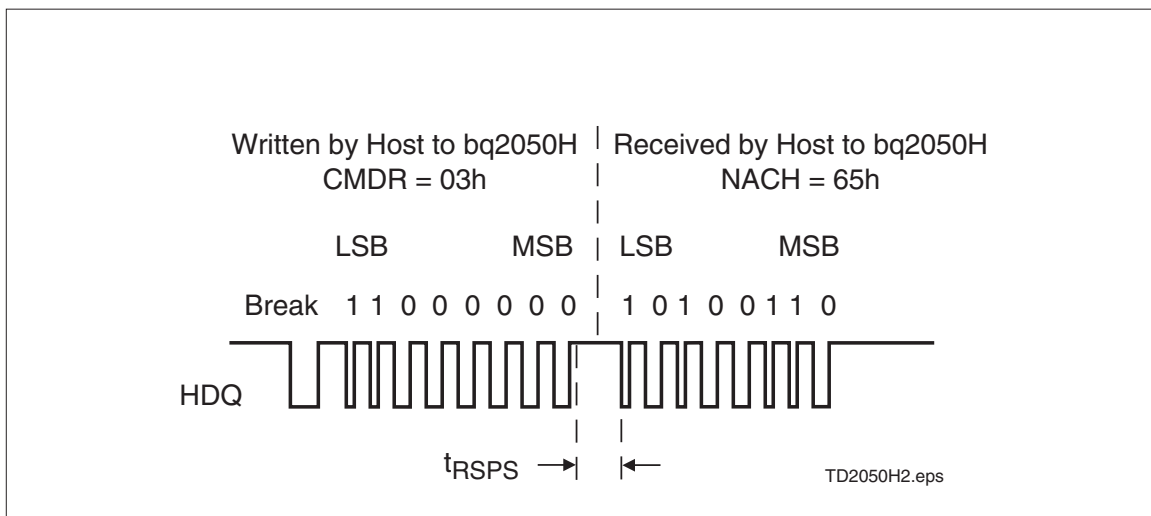 Written by Host to bq2050H
CMDR = 03h
Received by Host to bq2050H
NACH = 65h
LSB MSB LSB MSB
Break 1 1 0 0 0 0 0 0 1 0 1 0 0 1 1 0
HDQ
tRSPS
TD2050H2.eps